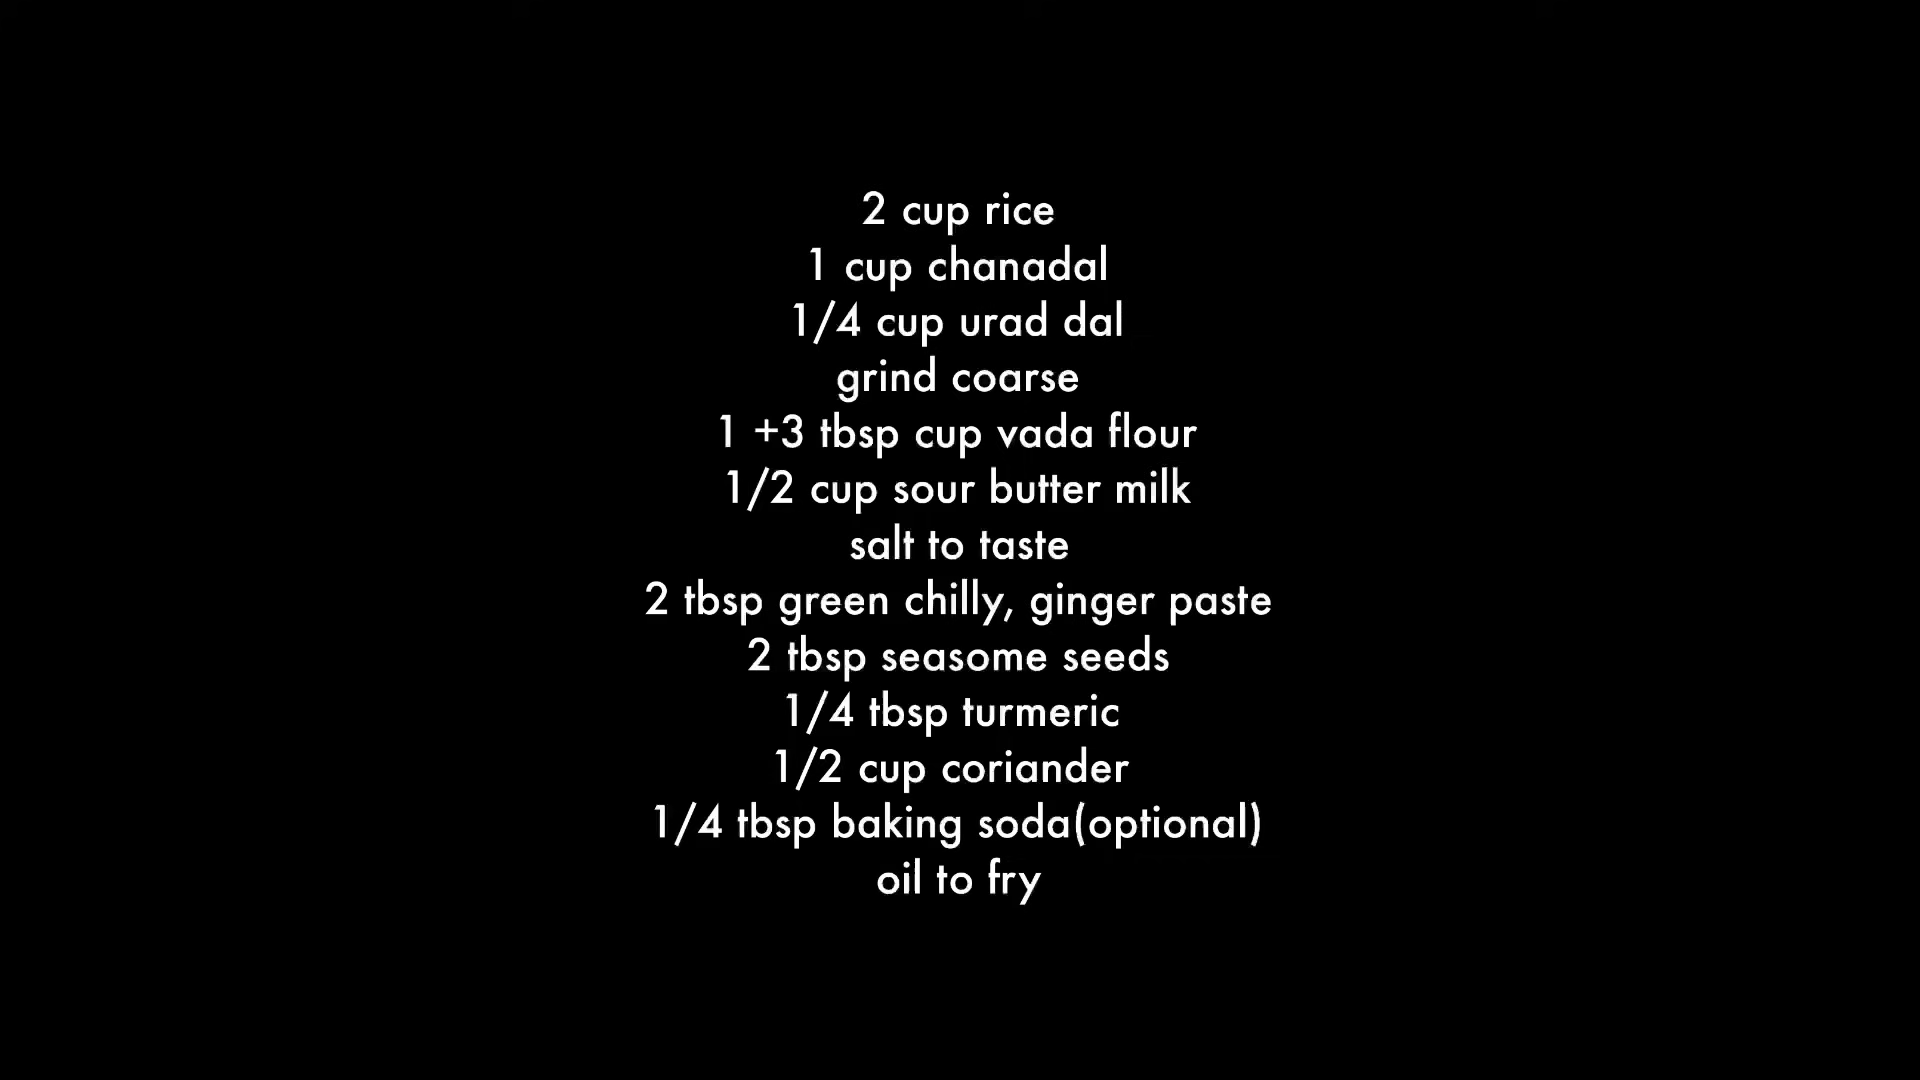 2 cup rice
1 cup chanadal
1/4 cup urad dal
grind coarse
1 +3 tbsp cup vada flour
1/2 cup sour butter milk
salt to taste
2 tbsp green chilly, ginger paste
2 tbsp seasome seeds
1/4 tbsp turmeric
1/2 cup coriander
1/4 tbsp baking soda(optional)
oil to fry